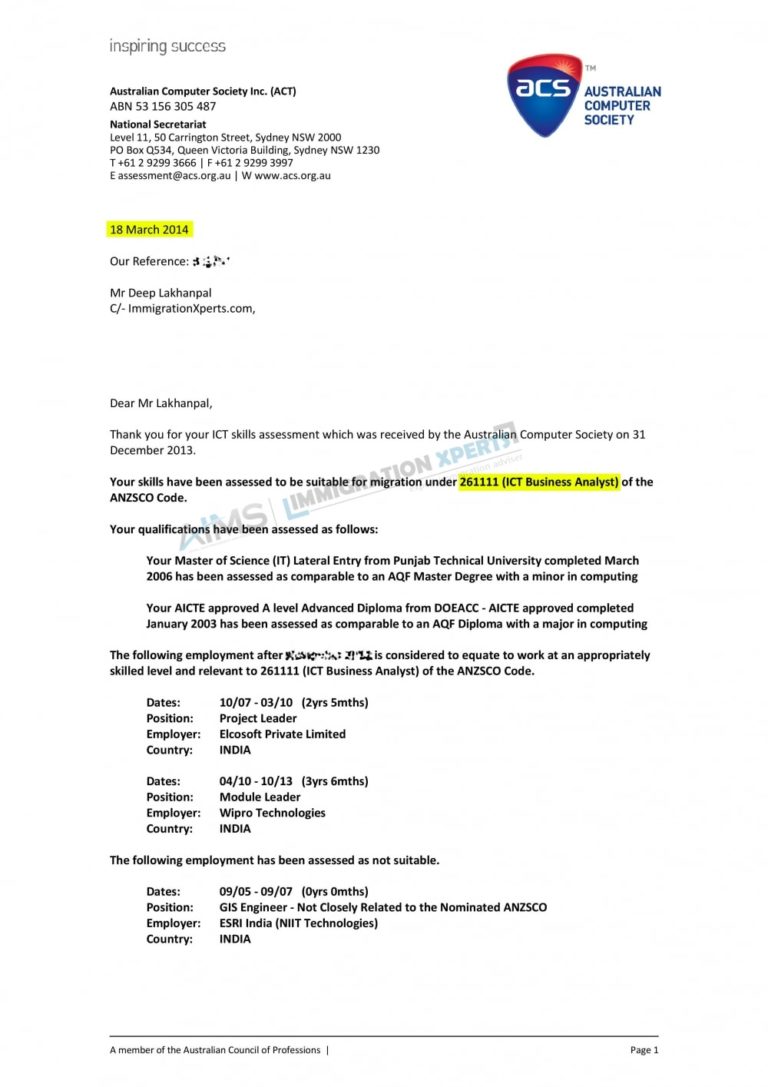 inspiring success
Australian Computer Society Inc. (ACT)
ABN 53 156 305 487
National Secretariat
Level 11, 50 Carrington Street, Sydney NSW 2000
PO Box Q534, Queen Victoria Building, Sydney NSW 1230
T +61 2 9299 3666 | F +61 2 9299 3997
E assessment@acs.org.au | W www.acs.org.au
acs TM
AUSTRALIAN
COMPUTER
SOCIETY
18 March 2014
Our Reference:
Mr Deep Lakhanpal
C/- ImmigrationXperts.com,
Dear Mr Lakhanpal,
Thank you for your ICT skills assessment which was received by the Australian Computer Society on 31
December 2013.
Your skills have been assessed to be suitable for migration under 261111 (ICT Business Analyst) of the
ANZSCO Code.
AIMS IMMIGRATION XPERTS
Your qualifications have been assessed as follows:
Your Master of Science (IT) Lateral Entry from Punjab Technical University completed March
2006 has been assessed as comparable to an AQF Master Degree with a minor in computing
Your AICTE approved A level Advanced Diploma from DOEACC - AICTE approved completed
January 2003 has been assessed as comparable to an AQF Diploma with a major in computing
The following employment after is considered to equate to work at an appropriately
skilled level and relevant to 261111 (ICT Business Analyst) of the ANZSCO Code.
Dates: 10/07 - 03/10 (2yrs 5mths)
Position: Project Leader
Employer: Elcosoft Private Limited
Country: INDIA
Dates: 04/10 - 10/13 (3yrs 6mths)
Position: Module Leader
Employer: Wipro Technologies
Country: INDIA
The following employment has been assessed as not suitable.
Dates: 09/05 - 09/07 (0yrs 0mths)
Position: GIS Engineer - Not Closely Related to the Nominated ANZSCO
Employer: ESRI India (NIIT Technologies)
Country: INDIA
A member of the Australian Council of Professions |
Page 1